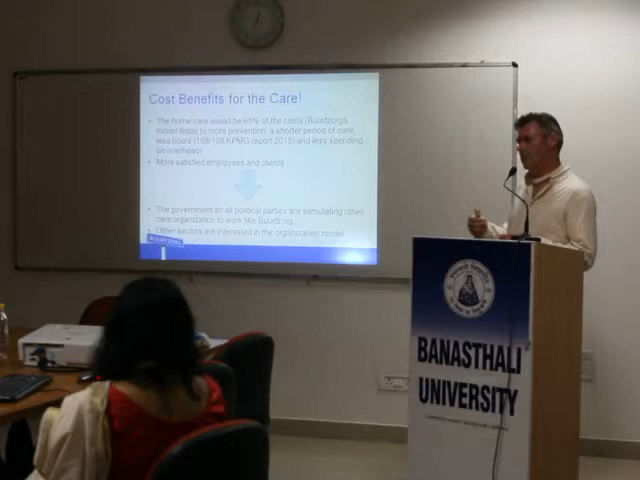 Cost Benefits for the Care!
• The home care would be 65% of the costs (Buurtzorgs
model leads to more prevention, a shorter period of care,
less hours (168/108 KPMG report 2015) and less spending
on overhead)
• More satisfied employees and clients
• The government an all political parties are stimulating other
care organization to work like Buurtzorg.
• Other sectors are interested in the organization model
BUURTZORG
BANASTHALI
UNIVERSITY